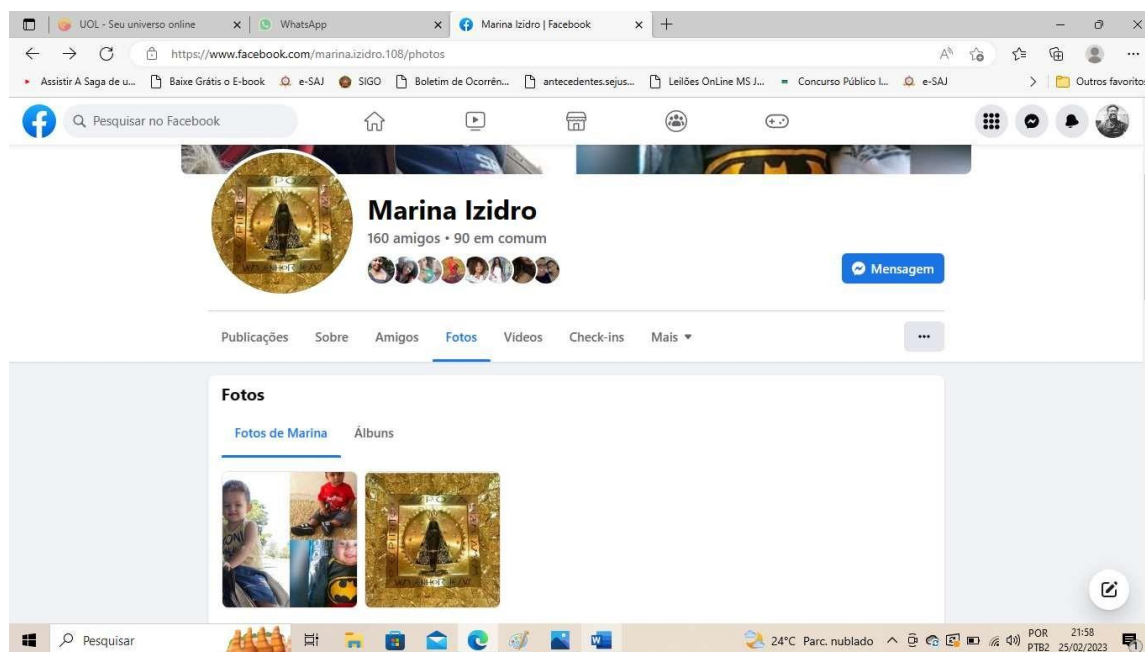 UOL - Seu universo online
WhatsApp
Marina Izidro | Facebook
https://www.facebook.com/marina.izidro.108/photos
Assistir A Saga de u... Baixe Grátis o E-book e-SAJ SIGO Boletim de Ocorrên... antecedentes.sejus... Leilões OnLine MS J... Concurso Público I... e-SAJ Outros favoritos
Pesquisar no Facebook
Marina Izidro
160 amigos • 90 em comum
Mensagem
Publicações Sobre Amigos Fotos Vídeos Check-ins Mais
Fotos
Fotos de Marina Álbuns
Pesquisar
24°C Parc. nublado
POR
PTB2
21:58
25/02/2023